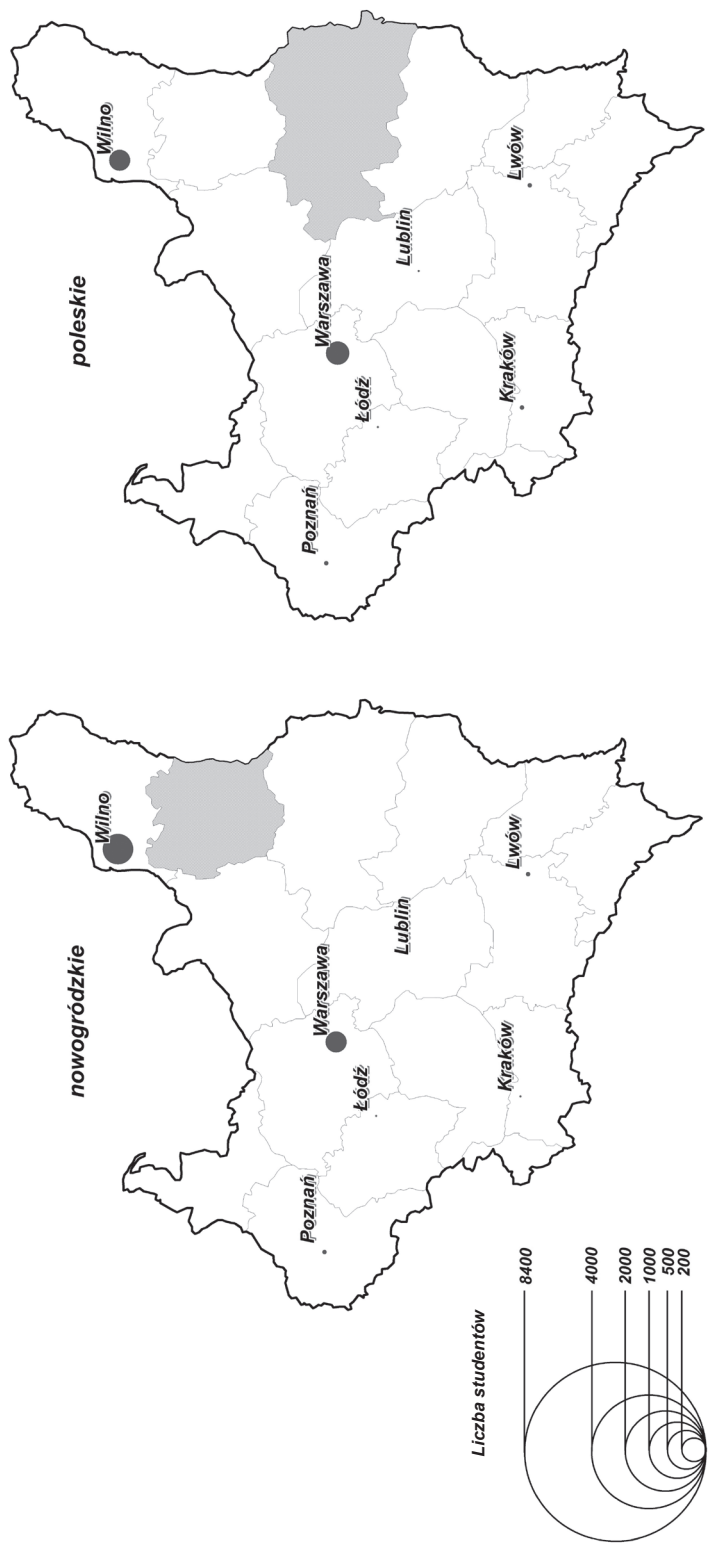 nowogródzkie
Wilno
Warszawa
Lublin
Poznań
Łódź
Kraków
Lwów
poleskie
Wilno
Warszawa
Lublin
Poznań
Łódź
Kraków
Lwów
Liczba studentów
8400
4000
2000
1000
500
200